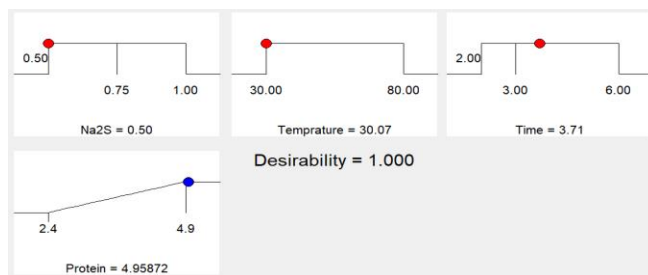 0.50
0.75
1.00
Na2S = 0.50
30.00
80.00
Temprature = 30.07
2.00
3.00
6.00
Time = 3.71
2.4
4.9
Protein = 4.95872
Desirability = 1.000